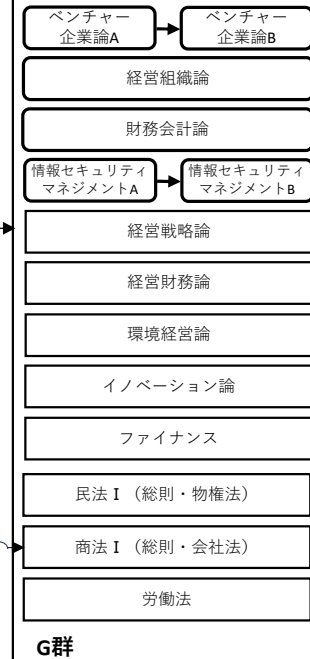 ベンチャー
企業論A
ベンチャー
企業論B
経営組織論
財務会計論
情報セキュリティ
マネジメントA
情報セキュリティ
マネジメントB
経営戦略論
経営財務論
環境経営論
イノベーション論
ファイナンス
民法Ⅰ（総則・物権法）
商法Ⅰ（総則・会社法）
労働法
G群